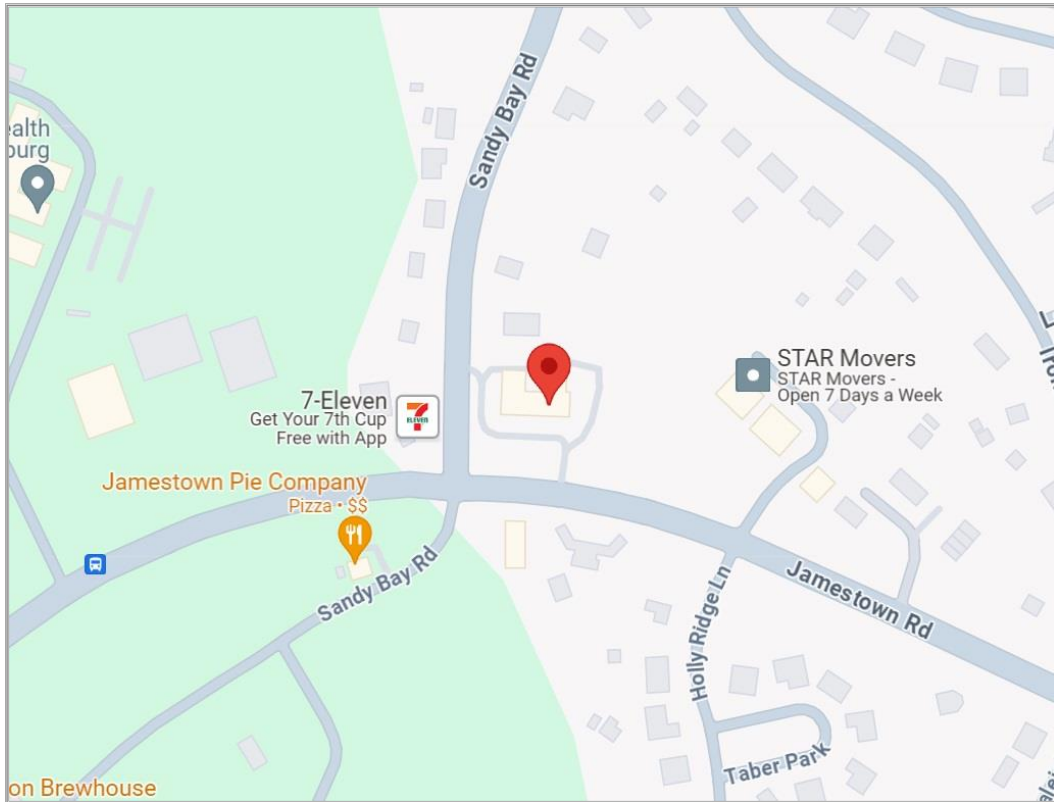 ealth
burg
Sandy Bay Rd
STAR Movers
STAR Movers -
Open 7 Days a Week
7-Eleven
Get Your 7th Cup
Free with App
7
ELEVEN
Jamestown Pie Company
Pizza • $$
Sandy Bay Rd
Jamestown Rd
Holly Ridge Ln
Taber Park
on Brewhouse